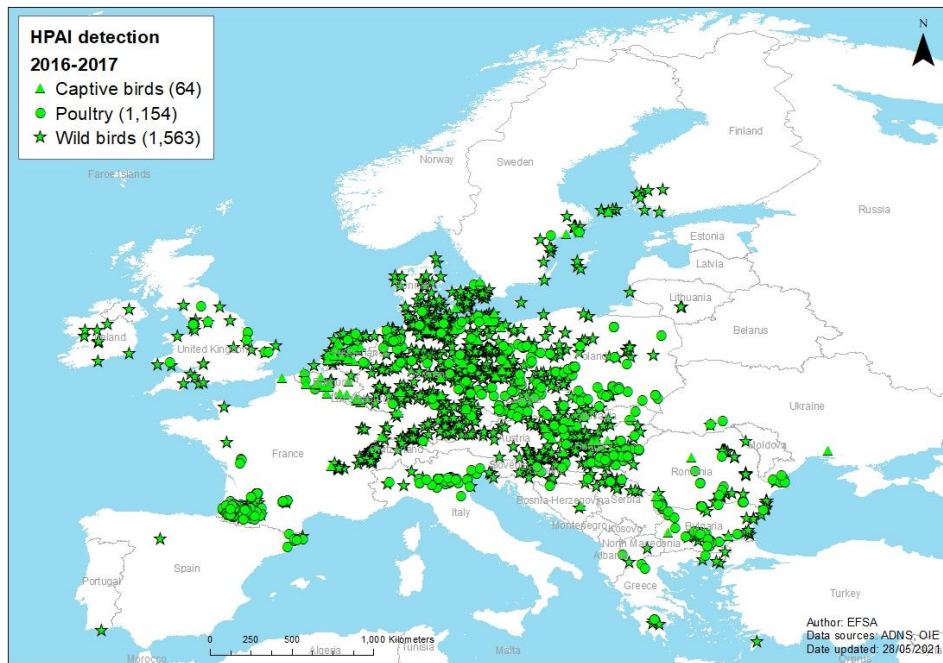 HPAI detection
2016-2017
Captive birds (64)
Poultry (1,154)
Wild birds (1,563)
N
Faroe Islands
Norway
Sweden
Finland
Russia
Estonia
Latvia
Lithuania
Belarus
United Kingdom
Ukraine
France
Austria
Moldova
Romania
Bosnia-Herzegovina
Serbia
Italy
Montenegro
Kosovo
Bulgaria
North Macedonia
Albania
Portugal
Spain
Greece
Turkey
0 250 500 1,000 Kilometers
Algeria
Tunisia
Malta
Morocco
Author: EFSA
Data sources: ADNS, OIE
Date updated: 28/05/2021
Cyprus